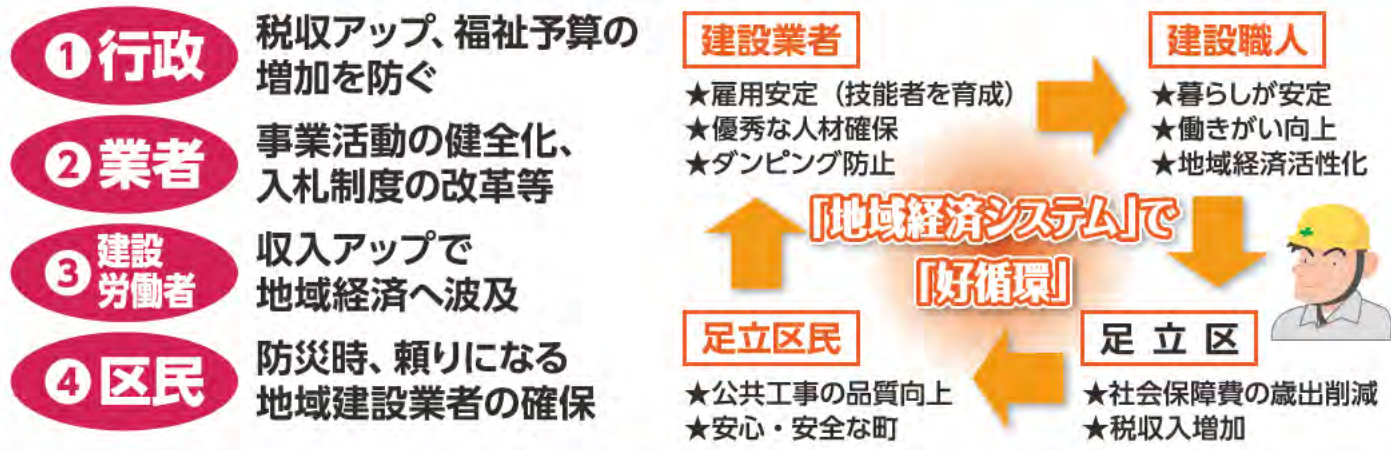 ❶行政
税収アップ、福祉予算の
増加を防ぐ
❷業者
事業活動の健全化、
入札制度の改革等
❸建設
労働者
収入アップで
地域経済へ波及
❹区民
防災時、頼りになる
地域建設業者の確保
建設業者
★雇用安定（技能者を育成）
★優秀な人材確保
★ダンピング防止
建設職人
★暮らしが安定
★働きがい向上
★地域経済活性化
「地域経済システム」で
「好循環」
足立区民
★公共工事の品質向上
★安心・安全な町
足立区
★社会保障費の歳出削減
★税収入増加